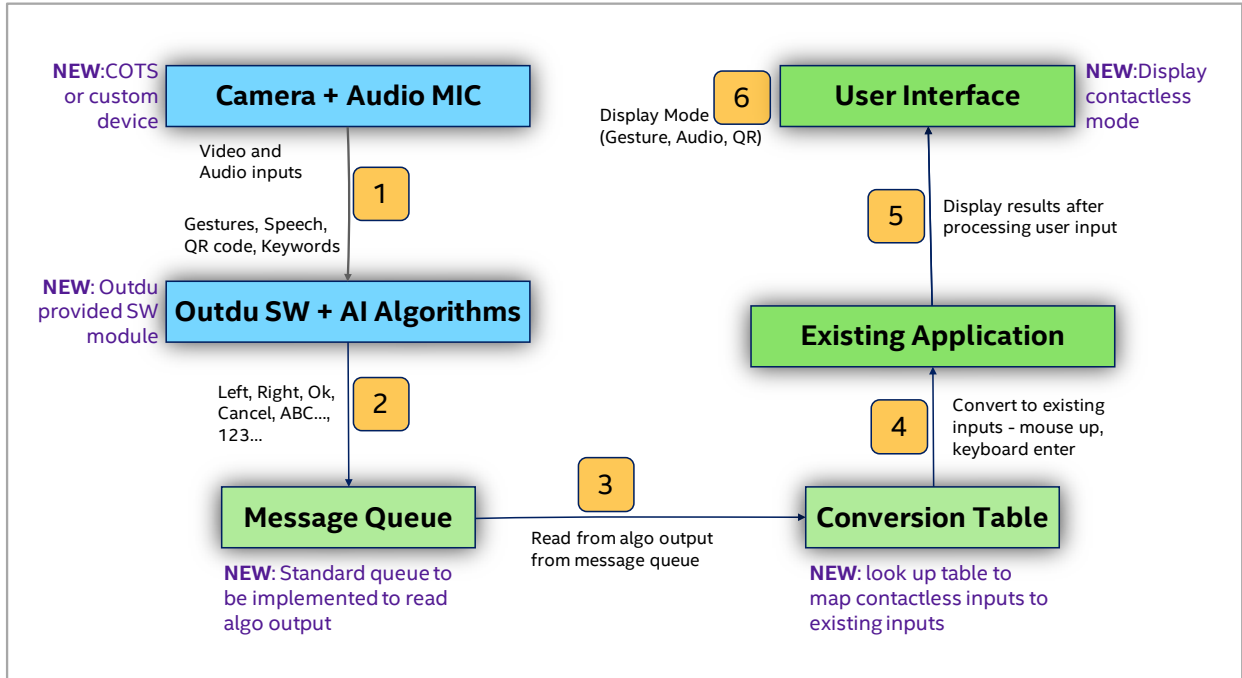 NEW:COTS
or custom
device
Camera + Audio MIC
Video and
Audio inputs
1
Gestures, Speech,
QR code, Keywords
NEW: Outdu
provided SW
module
Outdu SW + AI Algorithms
Left, Right, Ok,
Cancel, ABC...,
123...
2
Message Queue
NEW: Standard queue to
be implemented to read
algo output
3
Read from algo output
from message queue
Conversion Table
NEW: look up table to
map contactless inputs to
existing inputs
4
Convert to existing
inputs - mouse up,
keyboard enter
Existing Application
5
Display results after
processing user input
6
Display Mode
(Gesture, Audio, QR)
User Interface
NEW:Display
contactless
mode